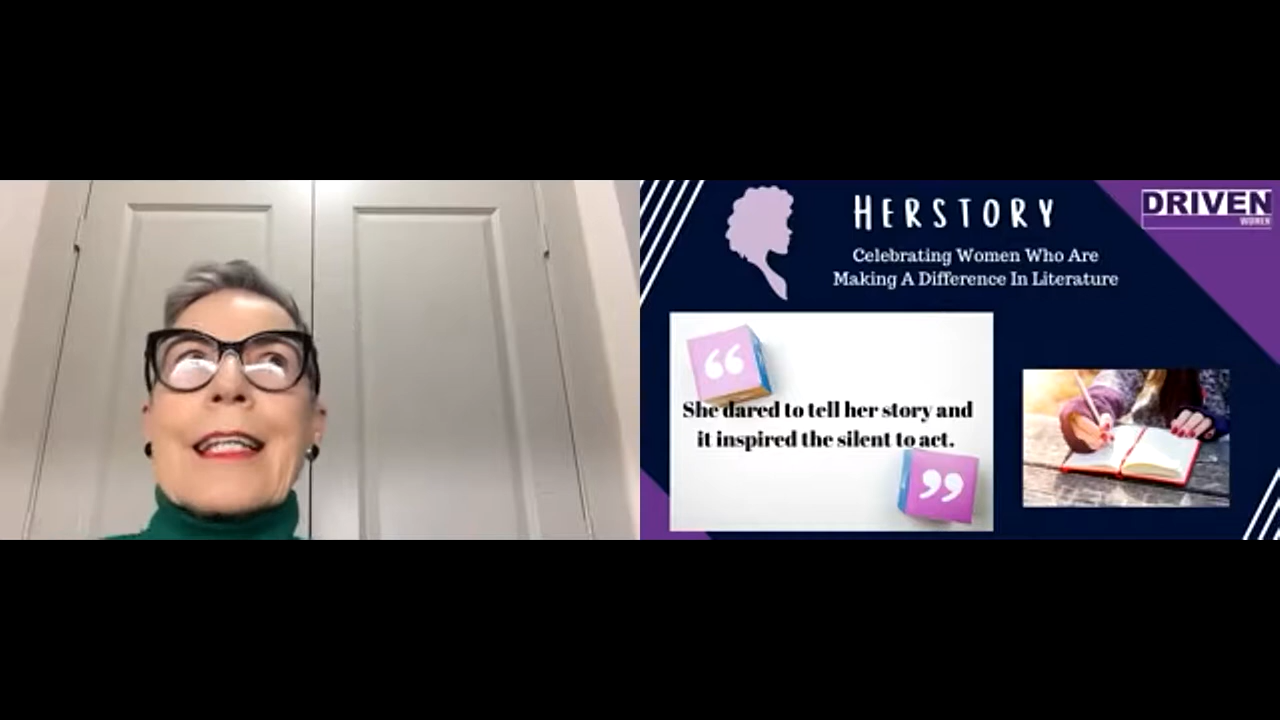 HERSTORY
DRIVEN
WOMEN
Celebrating Women Who Are
Making A Difference In Literature
“
She dared to tell her story and
it inspired the silent to act.
”